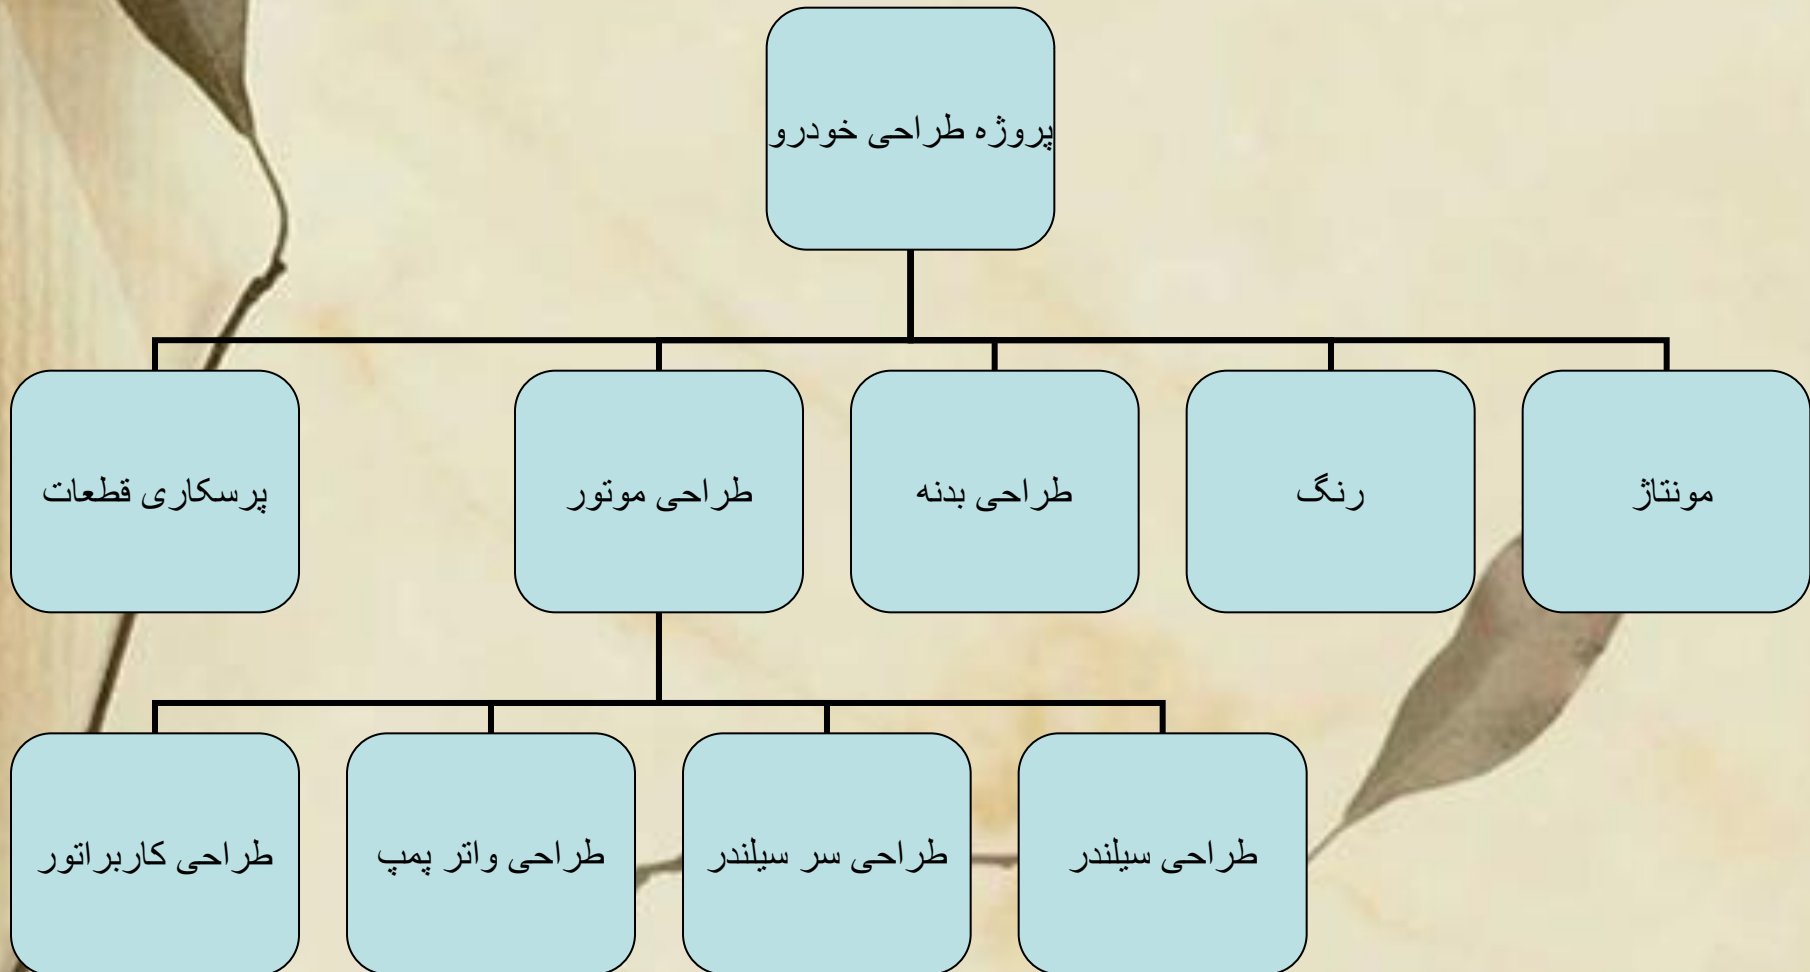 پروژه طراحی خودرو
مونتاژ
رنگ
طراحی بدنه
طراحی موتور
پرسکاری قطعات
طراحی سیلندر
طراحی سر سیلندر
طراحی واتر پمپ
طراحی کاربراتور